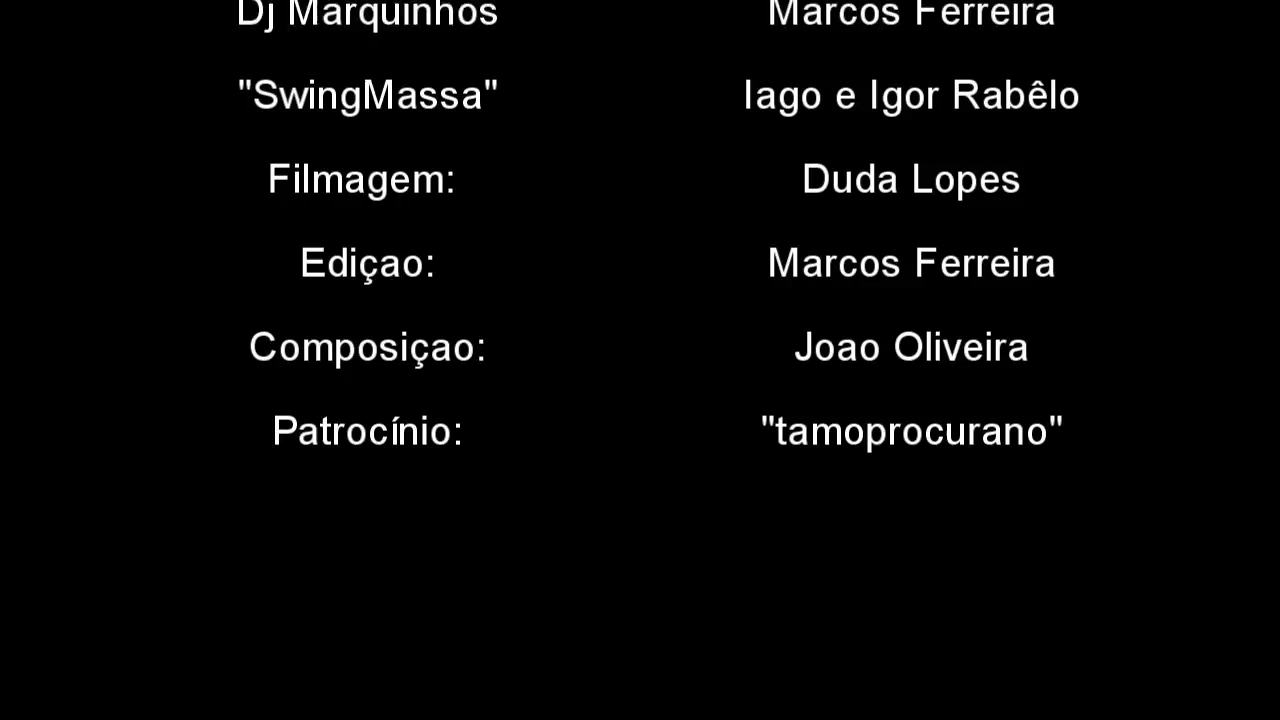 Dj Marquinhos Marcos Ferreira
"SwingMassa" Iago e Igor Rabêlo
Filmagem: Duda Lopes
Ediçao: Marcos Ferreira
Composiçao: Joao Oliveira
Patrocínio: "tamoprocurano"